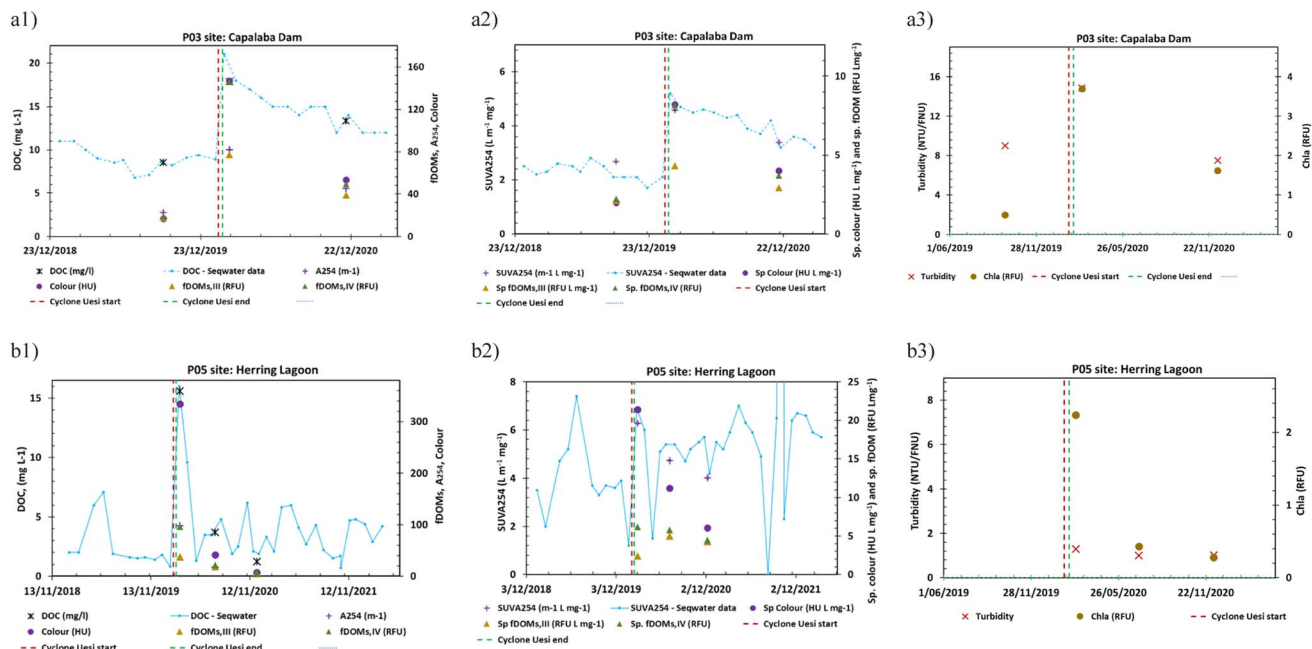 a1)
P03 site: Capalaba Dam
DOC, (mg L-1)
20
15
10
5
0
160
120
80
40
0
fDOMs, A254, Colour
23/12/2018
23/12/2019
22/12/2020
DOC (mg/l)
DOC - Seqwater data
A254 (m-1)
Colour (HU)
fDOMs,III (RFU)
fDOMs,IV (RFU)
Cyclone Uesi start
Cyclone Uesi end
a2)
P03 site: Capalaba Dam
SUVA254 (L m⁻¹ mg⁻¹)
6
4
2
0
10
5
0
Sp. colour (HU L mg⁻¹) and sp. fDOM (RFU Lmg⁻¹)
23/12/2018
23/12/2019
22/12/2020
SUVA254 (m-1 L mg-1)
SUVA254 - Seqwater data
Sp Colour (HU L mg-1)
Sp fDOMs,III (RFU L mg-1)
Sp. fDOMs,IV (RFU)
Cyclone Uesi start
Cyclone Uesi end
a3)
P03 site: Capalaba Dam
Turbidity (NTU/FNU)
16
12
8
4
0
4
3
2
1
0
Chla (RFU)
1/06/2019
28/11/2019
26/05/2020
22/11/2020
Turbidity
Chla (RFU)
Cyclone Uesi start
Cyclone Uesi end
b1)
P05 site: Herring Lagoon
DOC, (mg L-1)
15
10
5
0
300
200
100
0
fDOMs, A254, Colour
13/11/2018
13/11/2019
12/11/2020
12/11/2021
DOC (mg/l)
DOC - Seqwater data
A254 (m-1)
Colour (HU)
fDOMs,III (RFU)
fDOMs,IV (RFU)
Cyclone Uesi start
Cyclone Uesi end
b2)
P05 site: Herring Lagoon
SUVA254 (L m⁻¹ mg⁻¹)
8
6
4
2
0
25
20
15
10
5
0
Sp. colour (HU L mg⁻¹) and sp. fDOM (RFU Lmg⁻¹)
3/12/2018
3/12/2019
2/12/2020
2/12/2021
SUVA254 (m-1 L mg-1)
SUVA254 - Seqwater data
Sp Colour (HU L mg-1)
Sp fDOMs,III (RFU L mg-1)
Sp. fDOMs,IV (RFU)
Cyclone Uesi start
Cyclone Uesi end
b3)
P05 site: Herring Lagoon
Turbidity (NTU/FNU)
8
6
4
2
0
2
1
0
Chla (RFU)
1/06/2019
28/11/2019
26/05/2020
22/11/2020
Turbidity
Chla (RFU)
Cyclone Uesi start